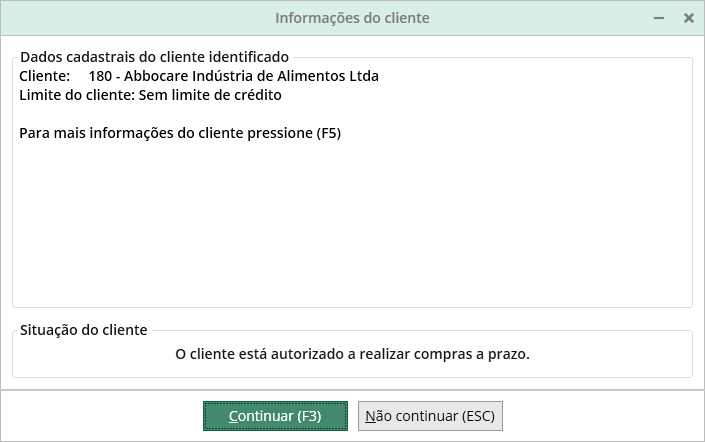 Informações do cliente
Dados cadastrais do cliente identificado
Cliente: 180 - Abbocare Indústria de Alimentos Ltda
Limite do cliente: Sem limite de crédito
Para mais informações do cliente pressione (F5)
Situação do cliente
O cliente está autorizado a realizar compras a prazo.
Continuar (F3) Não continuar (ESC)